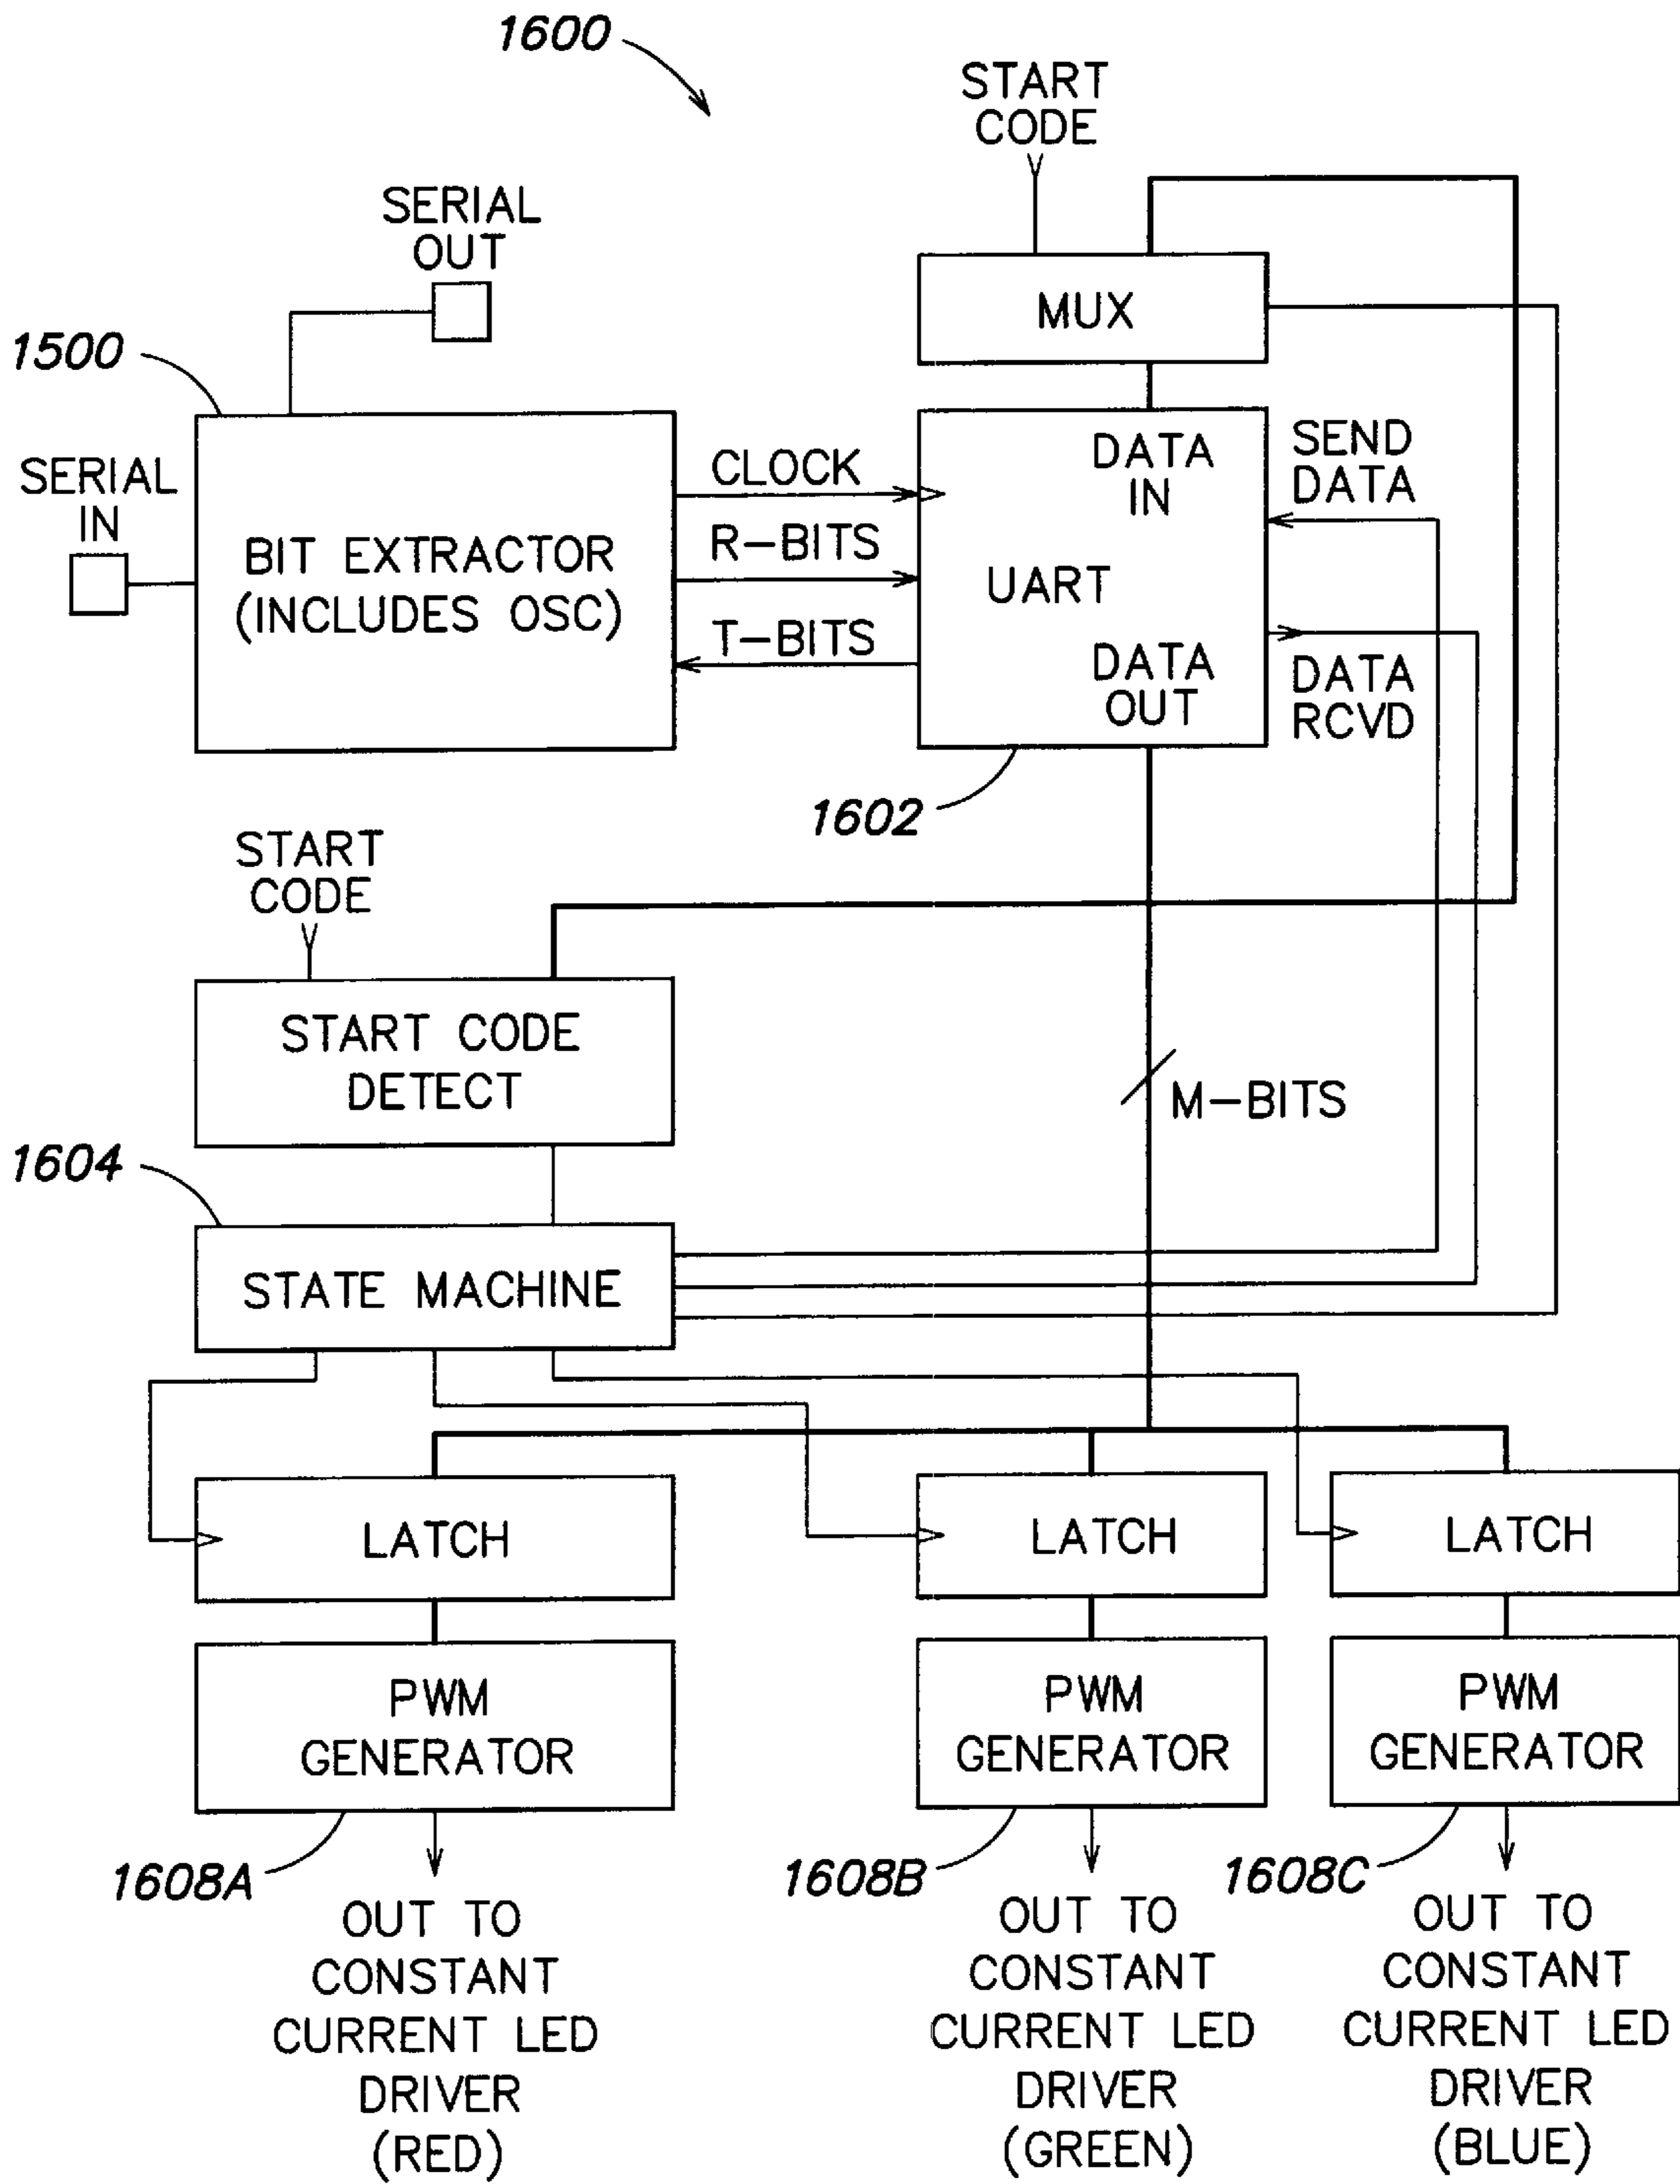 1600
START
CODE
SERIAL
OUT
MUX
1500
SERIAL
IN
BIT EXTRACTOR
(INCLUDES OSC)
CLOCK
R-BITS
T-BITS
DATA
IN
UART
DATA
OUT
SEND
DATA
DATA
RCVD
1602
START
CODE
START CODE
DETECT
M-BITS
1604
STATE MACHINE
LATCH
LATCH
LATCH
PWM
GENERATOR
PWM
GENERATOR
PWM
GENERATOR
1608A
1608B
1608C
OUT TO
CONSTANT
CURRENT LED
DRIVER
(RED)
OUT TO
CONSTANT
CURRENT LED
DRIVER
(GREEN)
OUT TO
CONSTANT
CURRENT LED
DRIVER
(BLUE)